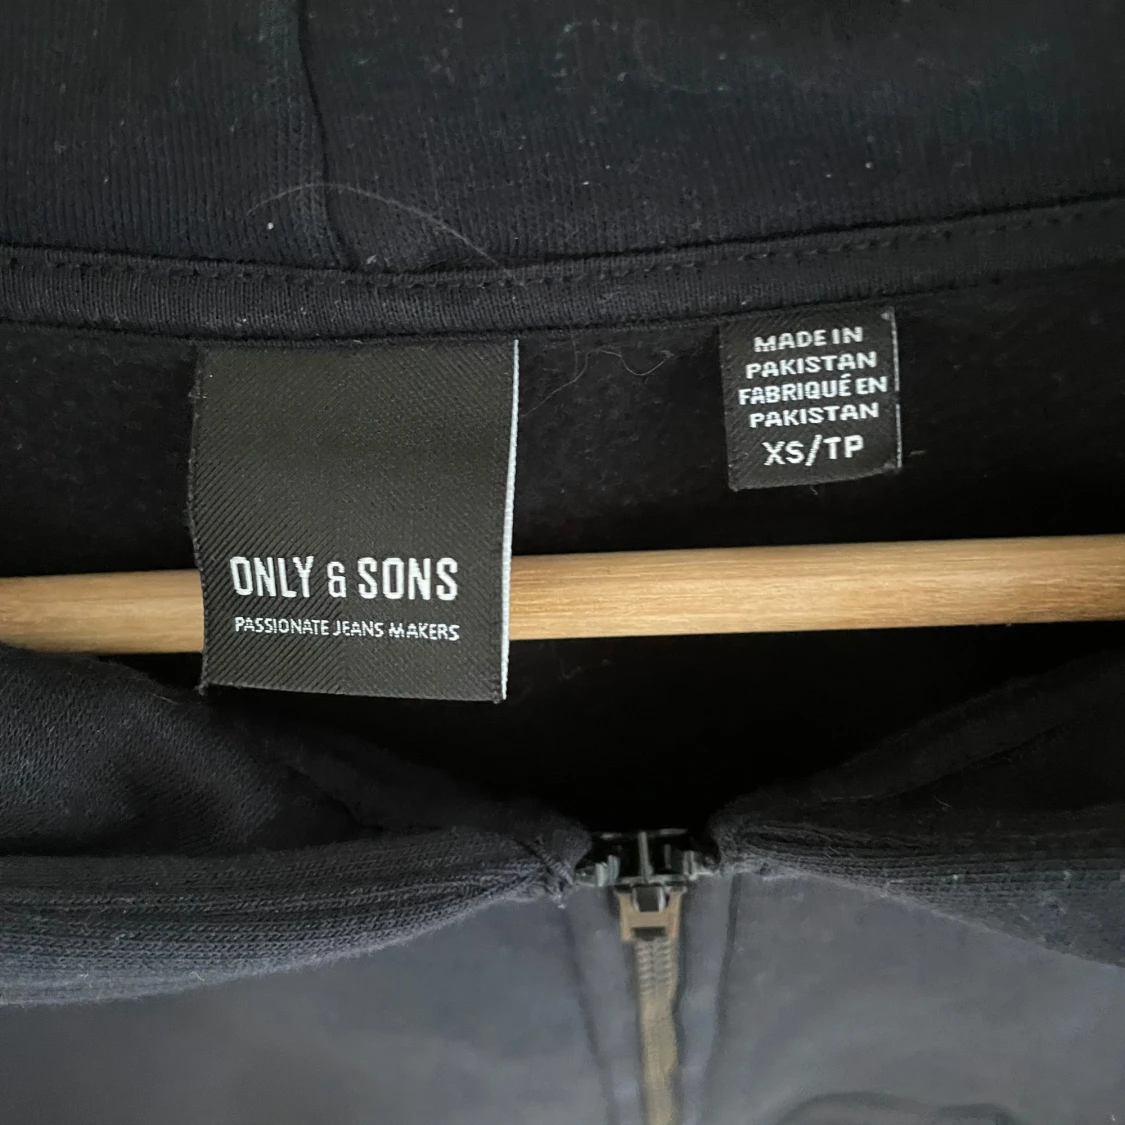 ONLY & SONS
PASSIONATE JEANS MAKERS
MADE IN
PAKISTAN
FABRIQUÉ EN
PAKISTAN
XS/TP